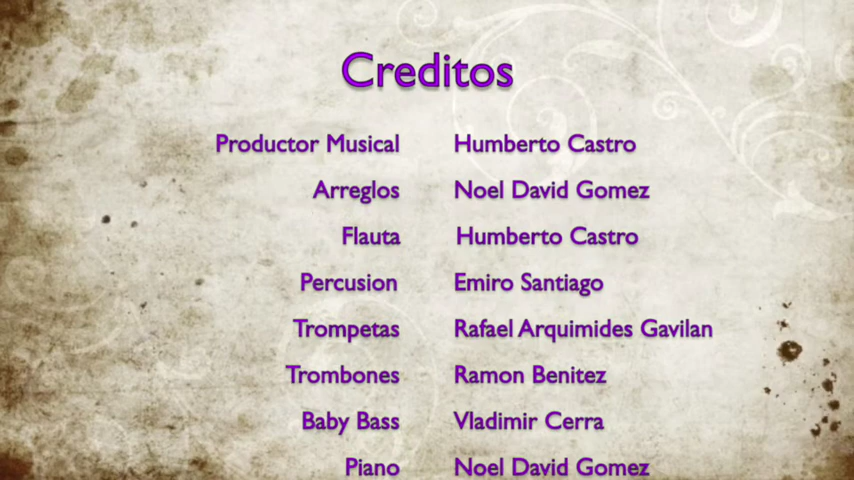 Creditos
Productor Musical Humberto Castro
Arreglos Noel David Gomez
Flauta Humberto Castro
Percusion Emiro Santiago
Trompetas Rafael Arquimides Gavilan
Trombones Ramon Benitez
Baby Bass Vladimir Cerra
Piano Noel David Gomez